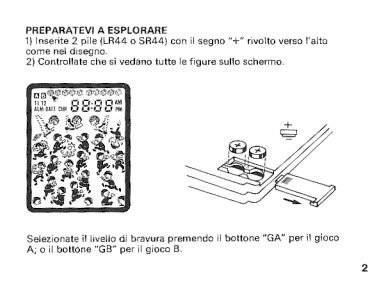 PREPARATEVI A ESPLORARE
1) Inserite 2 pile (LR44 o SR44) con il segno "+" rivolto verso l'alto
come nei disegno.
2) Controllate che si vedano tutte le figure sullo schermo.
A B
11 12 88:88 AM
ALM BATT CHR PM
+
Selezionate il livello di bravura premendo il bottone "GA" per il gioco
A; o il bottone "GB" per il gioco B.
2